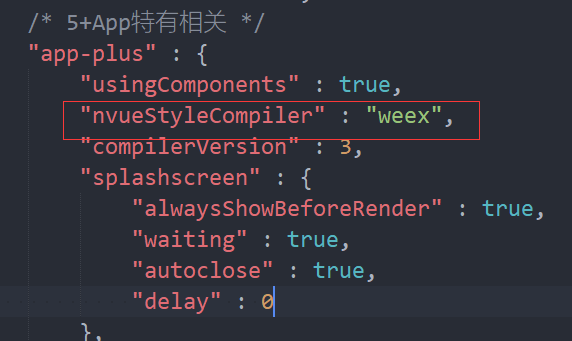 /* 5+App特有相关 */
"app-plus" : {
"usingComponents" : true,
"nvueStyleCompiler" : "weex",
"compilerVersion" : 3,
"splashscreen" : {
"alwaysShowBeforeRender" : true,
"waiting" : true,
"autoclose" : true,
"delay" : 0
},